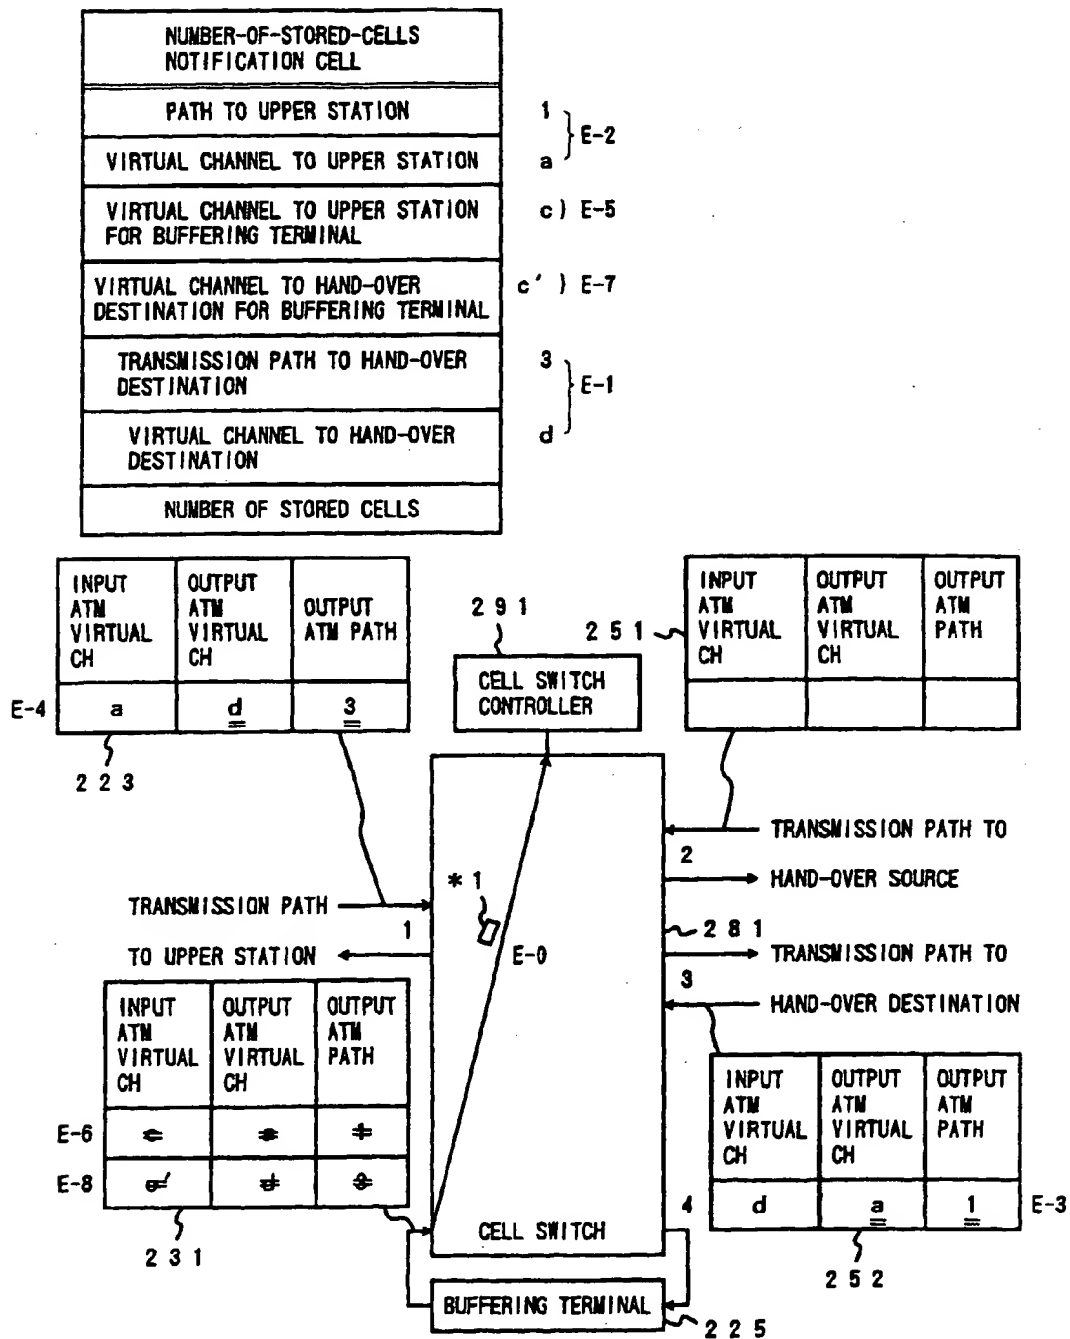 NUMBER-OF-STORED-CELLS
NOTIFICATION CELL
PATH TO UPPER STATION
1
E-2
VIRTUAL CHANNEL TO UPPER STATION
a
VIRTUAL CHANNEL TO UPPER STATION
FOR BUFFERING TERMINAL
c) E-5
VIRTUAL CHANNEL TO HAND-OVER
DESTINATION FOR BUFFERING TERMINAL
c' ) E-7
TRANSMISSION PATH TO HAND-OVER
DESTINATION
3
E-1
VIRTUAL CHANNEL TO HAND-OVER
DESTINATION
d
NUMBER OF STORED CELLS
INPUT
ATM
VIRTUAL
CH
OUTPUT
ATM
VIRTUAL
CH
OUTPUT
ATM PATH
E-4
a
d
3
223
291
CELL SWITCH
CONTROLLER
251
INPUT
ATM
VIRTUAL
CH
OUTPUT
ATM
VIRTUAL
CH
OUTPUT
ATM
PATH
TRANSMISSION PATH TO
2
HAND-OVER SOURCE
*1
E-0
TRANSMISSION PATH
1
TO UPPER STATION
281
TRANSMISSION PATH TO
3
HAND-OVER DESTINATION
INPUT
ATM
VIRTUAL
CH
OUTPUT
ATM
VIRTUAL
CH
OUTPUT
ATM
PATH
E-6
c
a
1
E-8
c'
d
3
231
INPUT
ATM
VIRTUAL
CH
OUTPUT
ATM
VIRTUAL
CH
OUTPUT
ATM
PATH
d
a
1
E-3
252
4
CELL SWITCH
BUFFERING TERMINAL
225